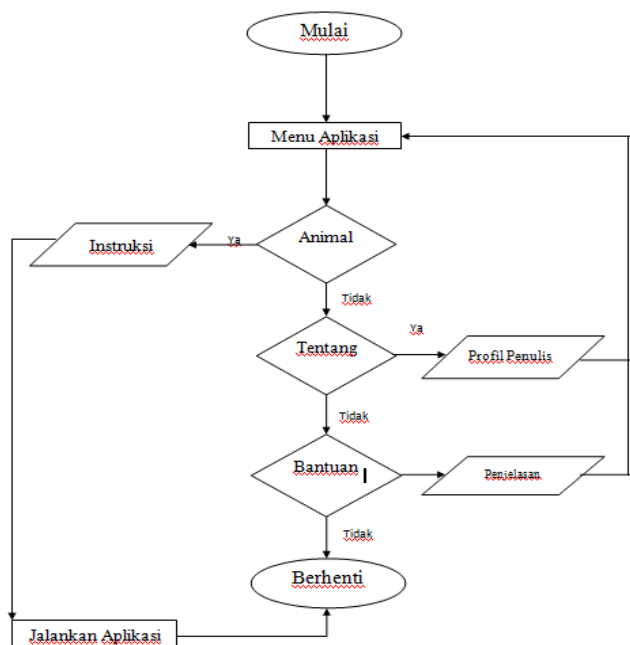 Mulai
Menu Aplikasi
Animal
Ya
Instruksi
Tidak
Tentang
Ya
Profil Penulis
Tidak
Bantuan
Penjelasan
Tidak
Berhenti
Jalankan Aplikasi